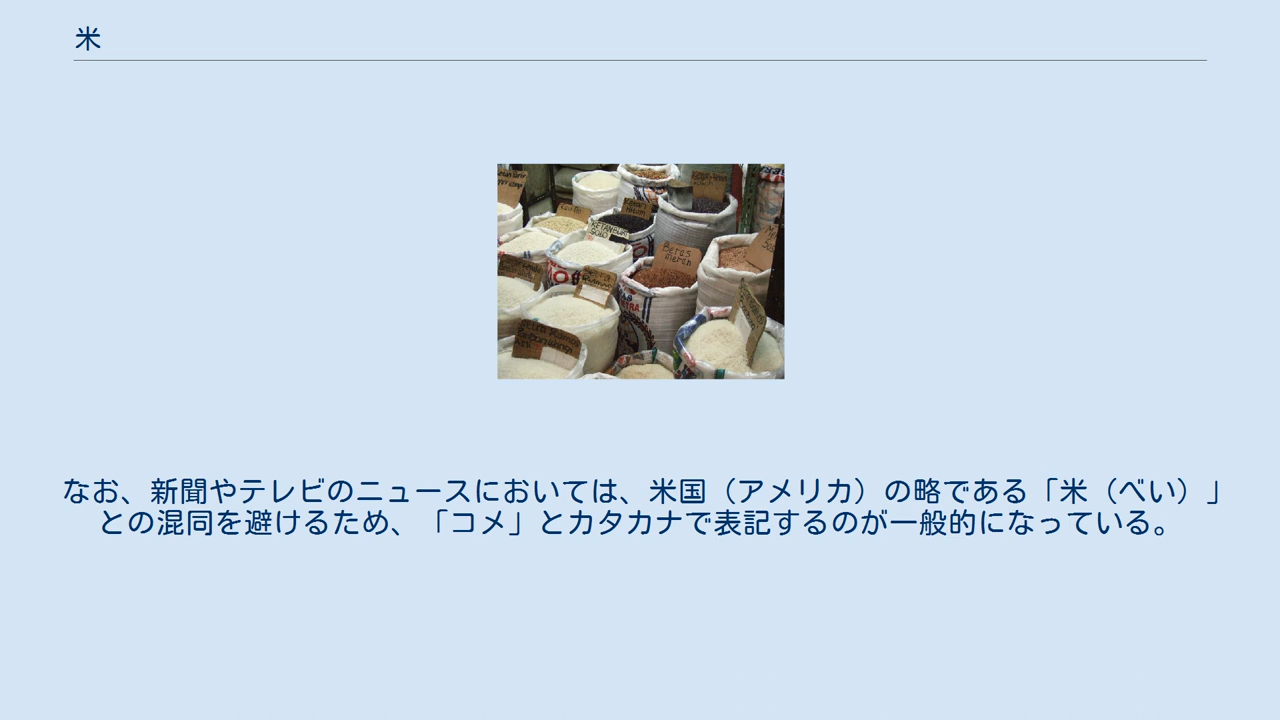 米
Beras
merah
なお、新聞やテレビのニュースにおいては、米国（アメリカ）の略である「米（べい）」
との混同を避けるため、「コメ」とカタカナで表記するのが一般的になっている。